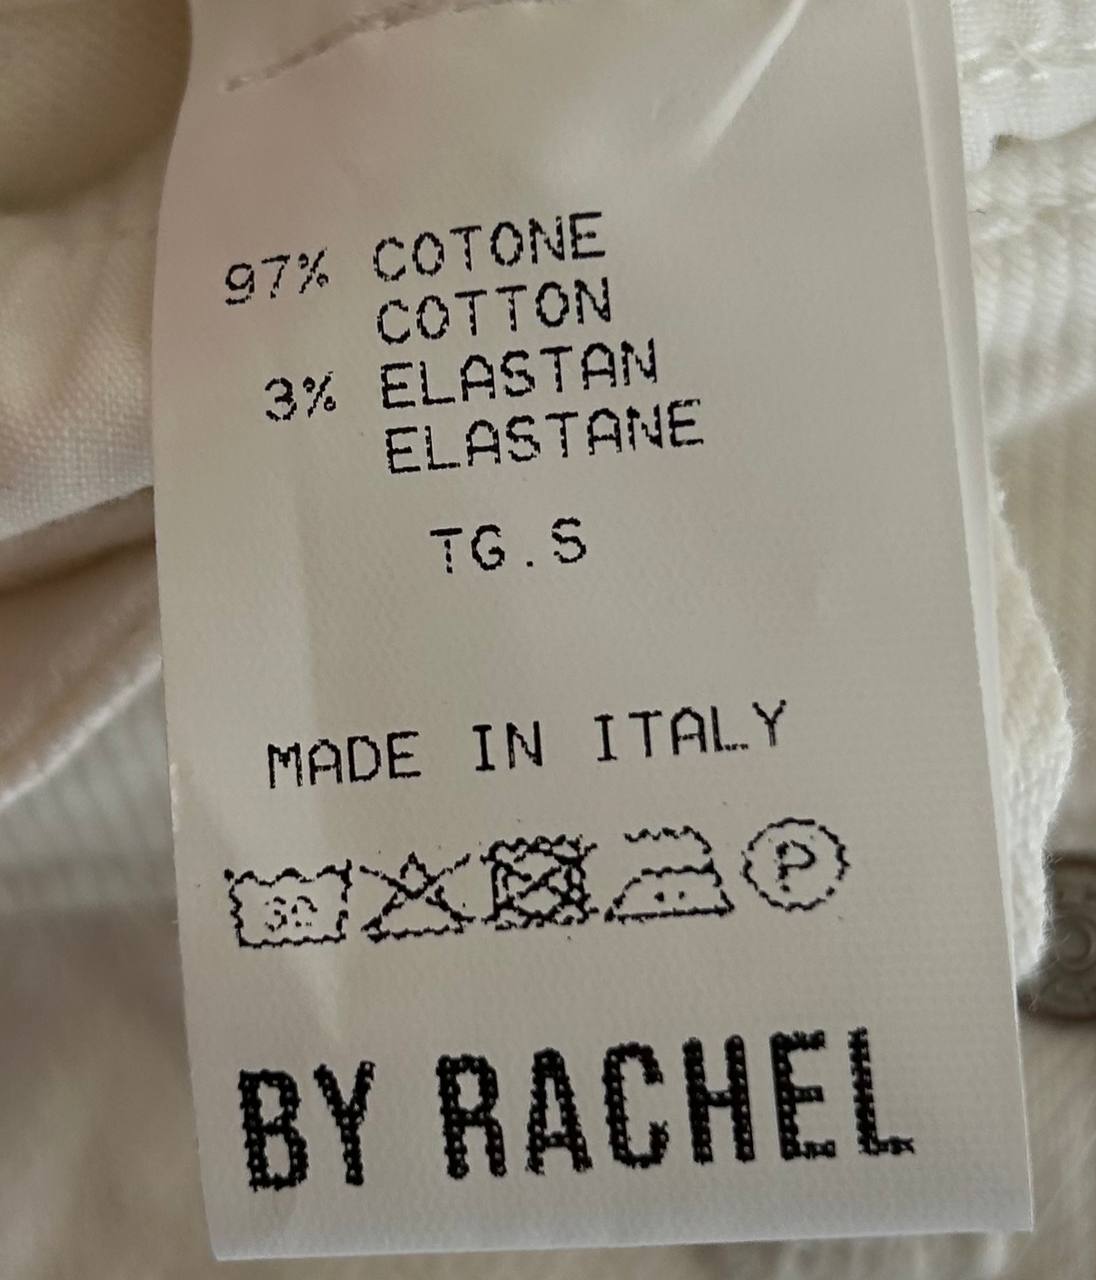 97% COTONE
COTTON
3% ELASTAN
ELASTANE
TG.S
MADE IN ITALY
30 P
BY RACHEL